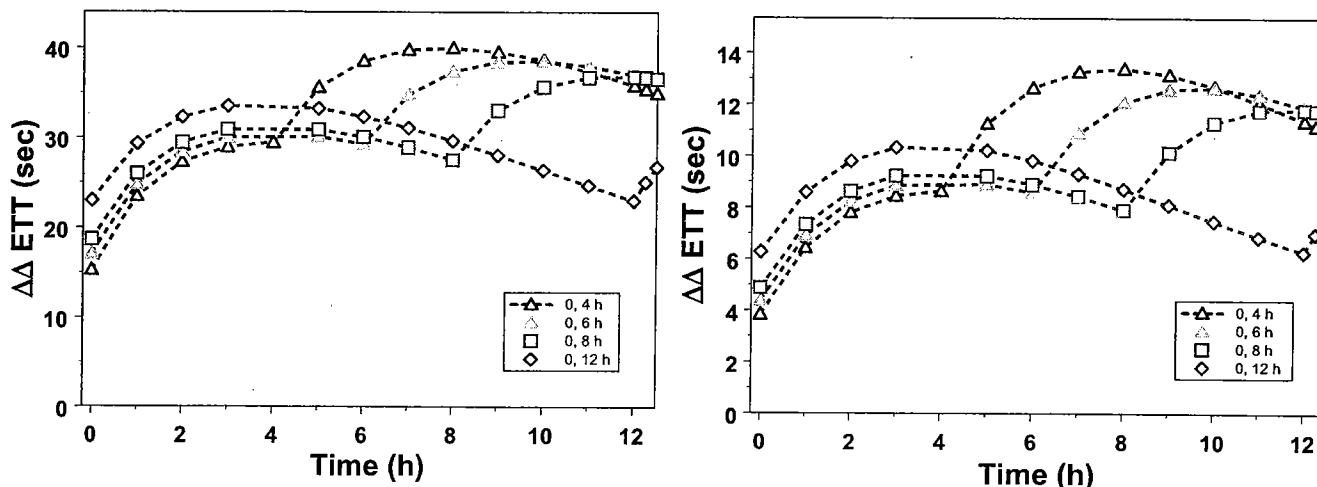 ΔΔ ETT (sec)
40
30
20
10
0
0 2 4 6 8 10 12
Time (h)
0, 4 h
0, 6 h
0, 8 h
0, 12 h
ΔΔ ETT (sec)
14
12
10
8
6
4
2
0
0 2 4 6 8 10 12
Time (h)
0, 4 h
0, 6 h
0, 8 h
0, 12 h